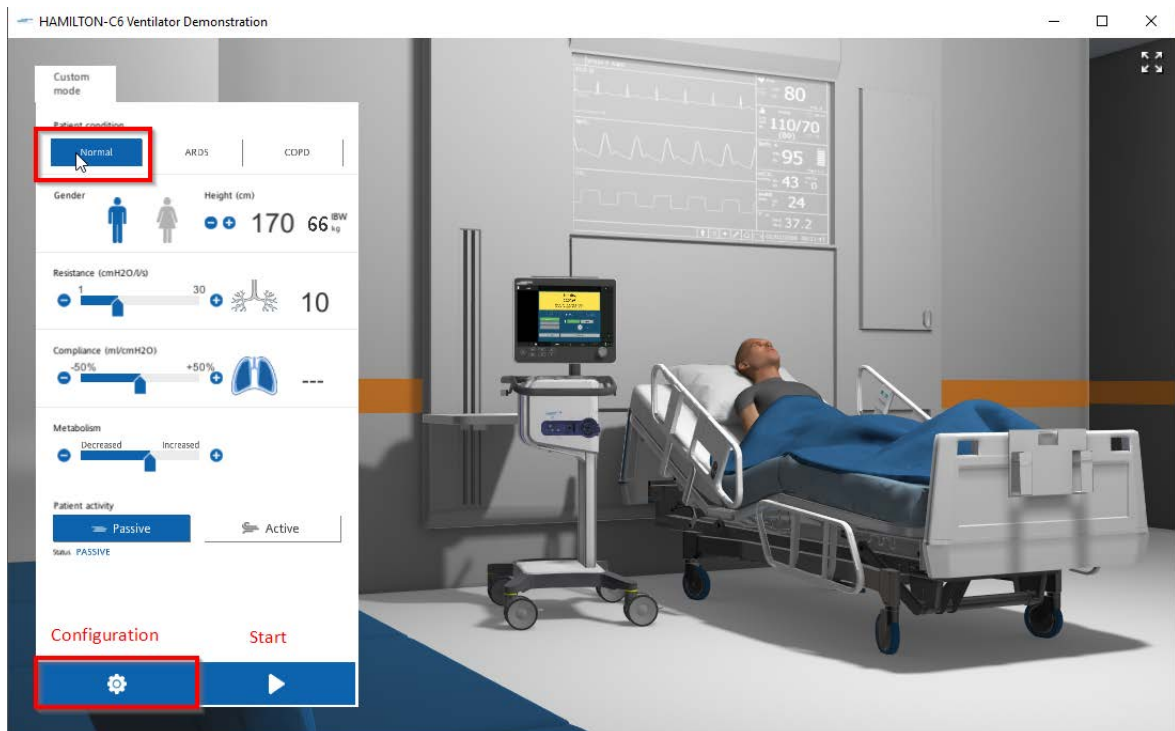 HAMILTON-C6 Ventilator Demonstration
Custom
mode
Patient condition
Normal ARDS COPD
Gender Height (cm)
170 66 IBW kg
Resistance (cmH2O/l/s)
1 30
10
Compliance (ml/cmH2O)
-50% +50%
---
Metabolism
Decreased Increased
Patient activity
Passive Active
Status PASSIVE
Configuration Start
80
110/70
95
43
24
37.2